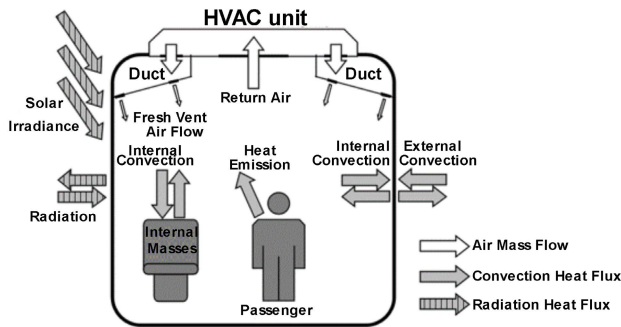 HVAC unit
Duct
Duct
Return Air
Solar
Irradiance
Fresh Vent
Air Flow
Internal
Convection
Heat
Emission
Internal
Convection
External
Convection
Radiation
Internal
Masses
Passenger
Air Mass Flow
Convection Heat Flux
Radiation Heat Flux